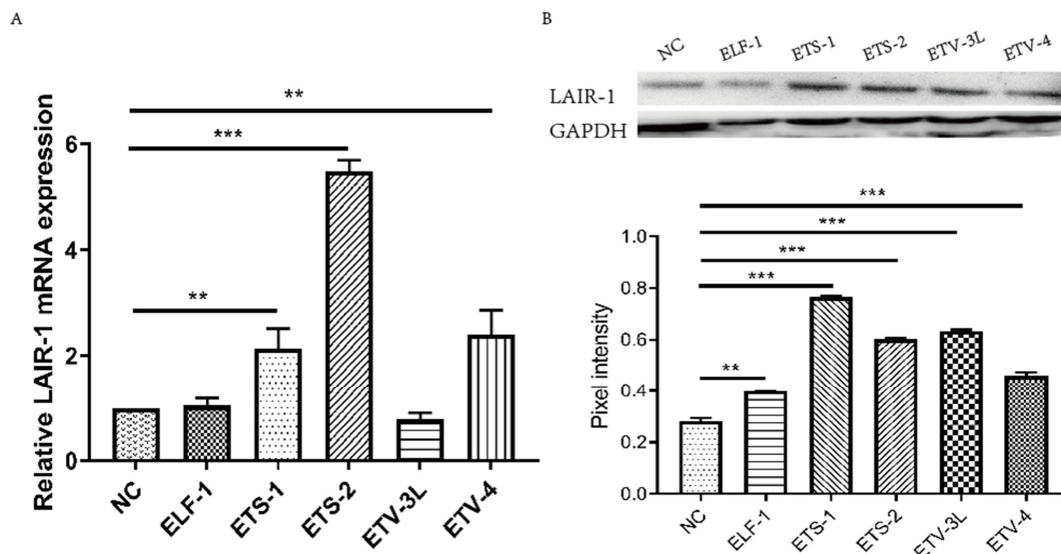 A
Relative LAIR-1 mRNA expression
**
***
**
6
4
2
0
NC
ELF-1
ETS-1
ETS-2
ETV-3L
ETV-4
B
NC
ELF-1
ETS-1
ETS-2
ETV-3L
ETV-4
LAIR-1
GAPDH
Pixel intensity
***
***
***
***
**
1.0
0.8
0.6
0.4
0.2
0.0
NC
ELF-1
ETS-1
ETS-2
ETV-3L
ETV-4